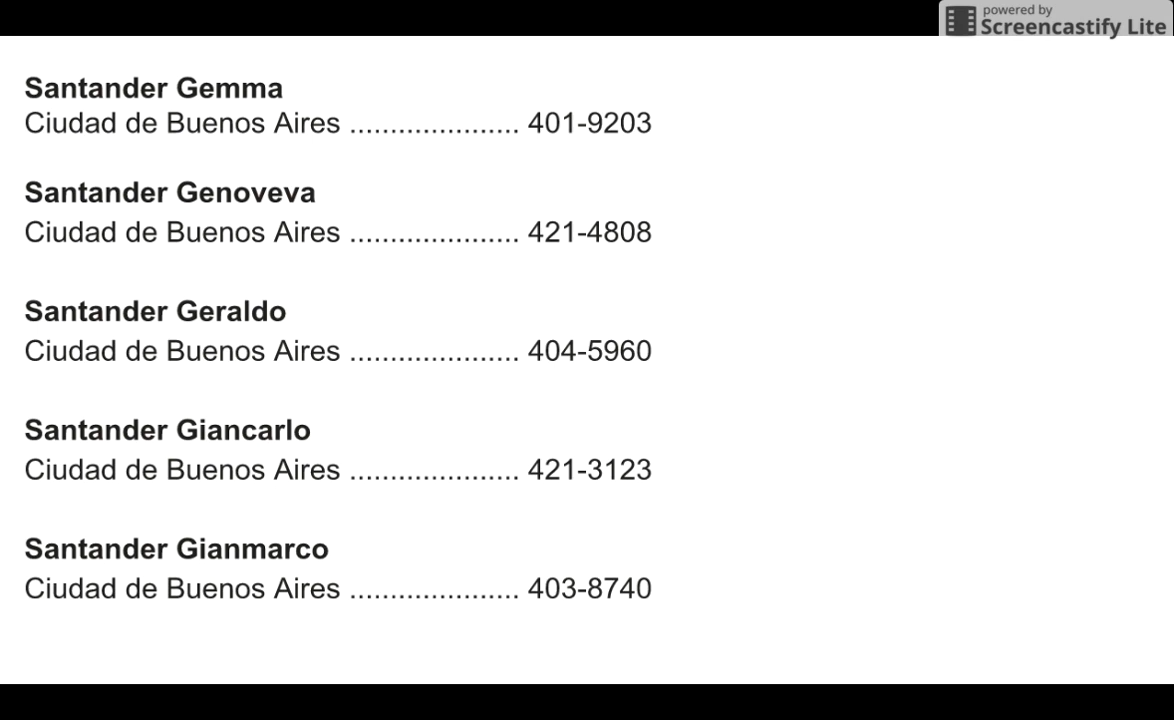 powered by
Screencastify Lite
Santander Gemma
Ciudad de Buenos Aires ..................... 401-9203
Santander Genoveva
Ciudad de Buenos Aires ..................... 421-4808
Santander Geraldo
Ciudad de Buenos Aires ..................... 404-5960
Santander Giancarlo
Ciudad de Buenos Aires ..................... 421-3123
Santander Gianmarco
Ciudad de Buenos Aires ..................... 403-8740